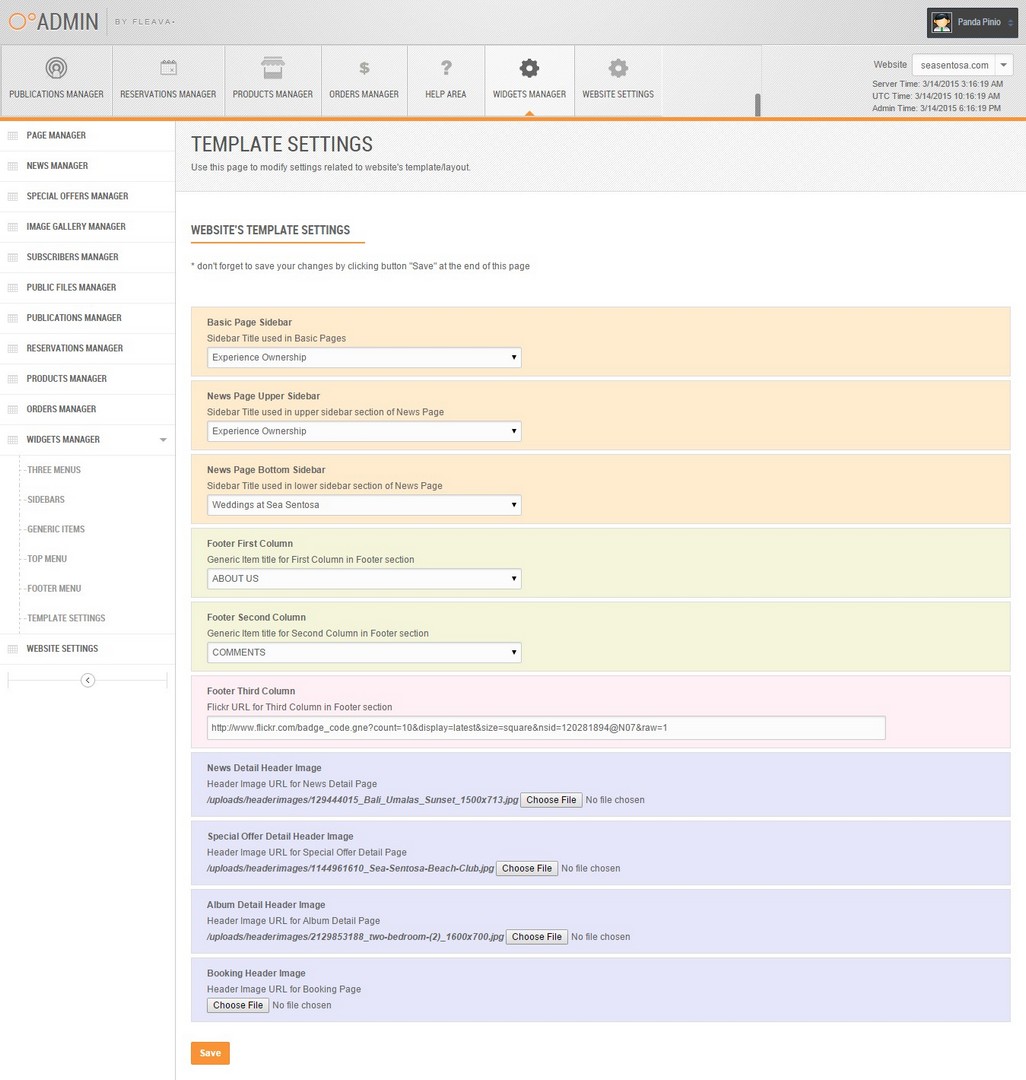 ADMIN BY FLEAVA
Panda Pinio
PUBLICATIONS MANAGER
RESERVATIONS MANAGER
PRODUCTS MANAGER
$
ORDERS MANAGER
?
HELP AREA
WIDGETS MANAGER
WEBSITE SETTINGS
Website seasentosa.com
Server Time: 3/14/2015 3:16:19 AM
UTC Time: 3/14/2015 10:16:19 AM
Admin Time: 3/14/2015 6:16:19 PM
PAGE MANAGER
NEWS MANAGER
SPECIAL OFFERS MANAGER
IMAGE GALLERY MANAGER
SUBSCRIBERS MANAGER
PUBLIC FILES MANAGER
PUBLICATIONS MANAGER
RESERVATIONS MANAGER
PRODUCTS MANAGER
ORDERS MANAGER
WIDGETS MANAGER
THREE MENUS
SIDEBARS
GENERIC ITEMS
TOP MENU
FOOTER MENU
TEMPLATE SETTINGS
WEBSITE SETTINGS
TEMPLATE SETTINGS
Use this page to modify settings related to website's template/layout.
WEBSITE'S TEMPLATE SETTINGS
* don't forget to save your changes by clicking button "Save" at the end of this page
Basic Page Sidebar
Sidebar Title used in Basic Pages
Experience Ownership
News Page Upper Sidebar
Sidebar Title used in upper sidebar section of News Page
Experience Ownership
News Page Bottom Sidebar
Sidebar Title used in lower sidebar section of News Page
Weddings at Sea Sentosa
Footer First Column
Generic Item title for First Column in Footer section
ABOUT US
Footer Second Column
Generic Item title for Second Column in Footer section
COMMENTS
Footer Third Column
Flickr URL for Third Column in Footer section
http://www.flickr.com/badge_code.gne?count=10&display=latest&size=square&nsid=120281894@N07&raw=1
News Detail Header Image
Header Image URL for News Detail Page
/uploads/headerimages/129444015_Bali_Umalas_Sunset_1500x713.jpg Choose File No file chosen
Special Offer Detail Header Image
Header Image URL for Special Offer Detail Page
/uploads/headerimages/1144961610_Sea-Sentosa-Beach-Club.jpg Choose File No file chosen
Album Detail Header Image
Header Image URL for Album Detail Page
/uploads/headerimages/2129853188_two-bedroom-(2)_1600x700.jpg Choose File No file chosen
Booking Header Image
Header Image URL for Booking Page
Choose File No file chosen
Save